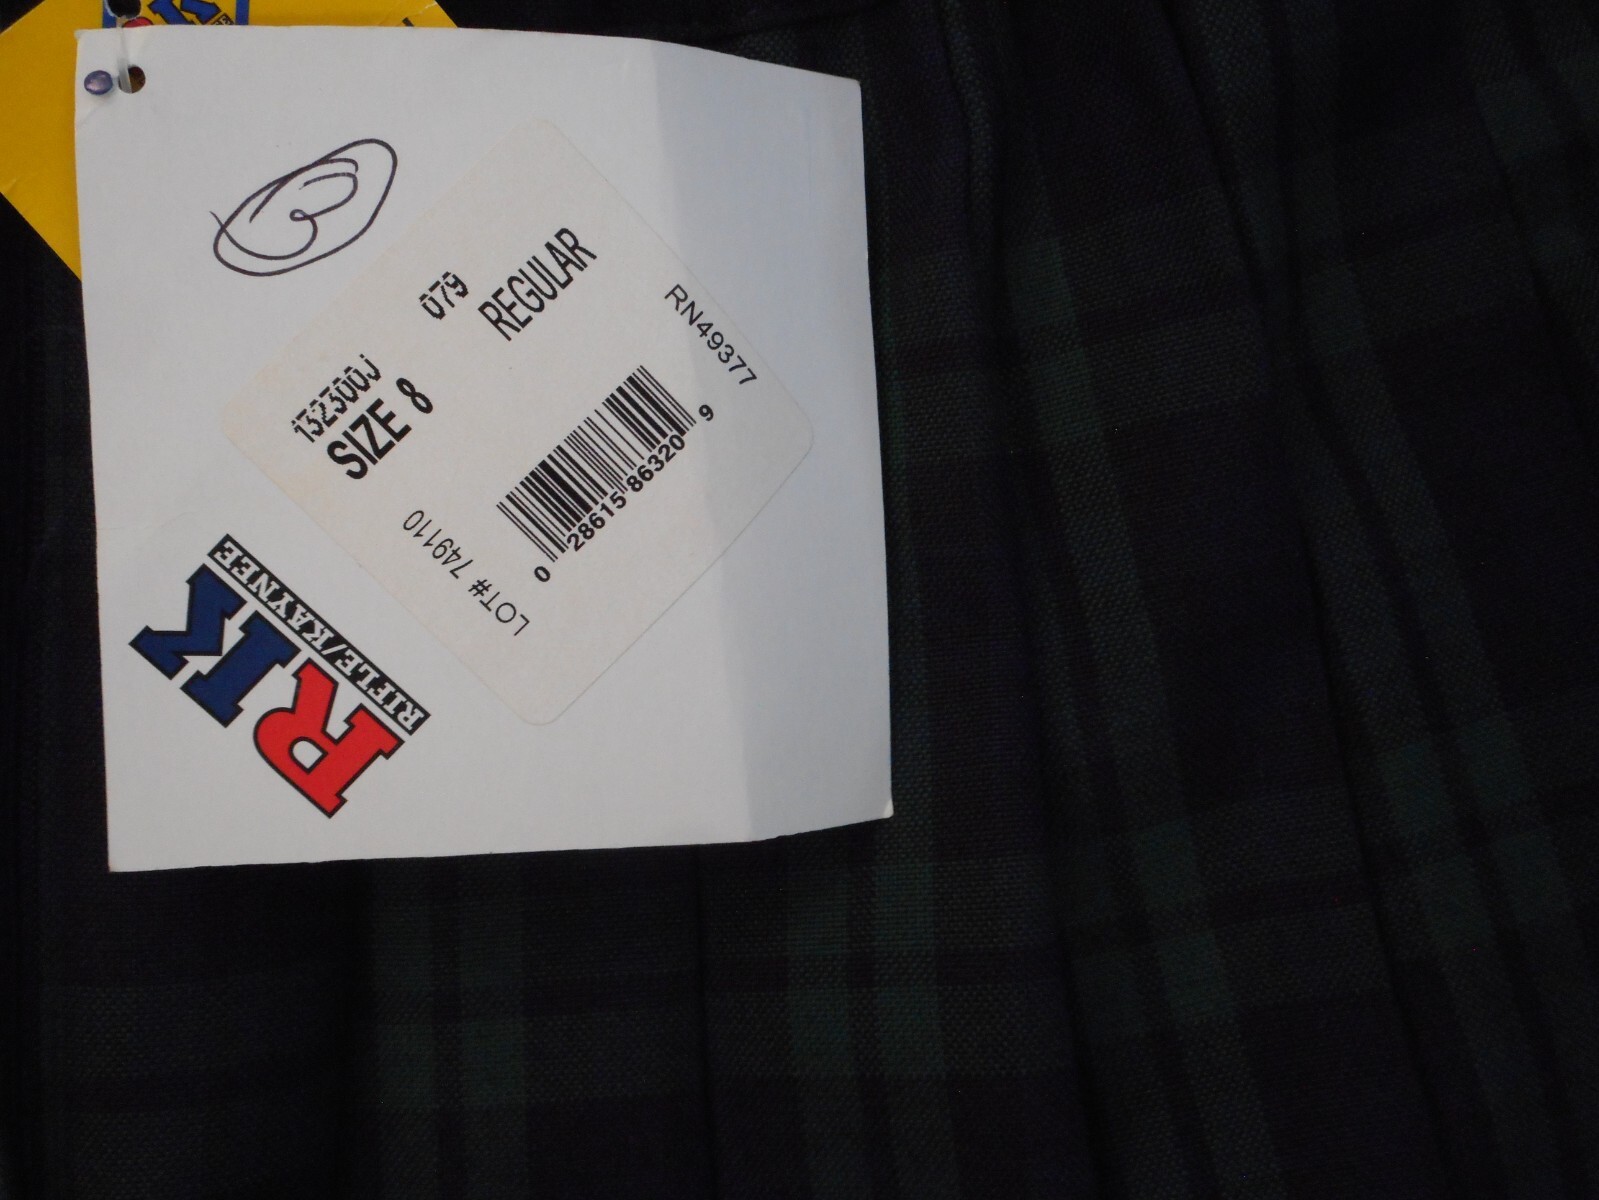 132300J 079
SIZE 8 REGULAR
0 28615 86320 9
LOT# 749110
RN49377
RK
RIFLE/KAYNEE